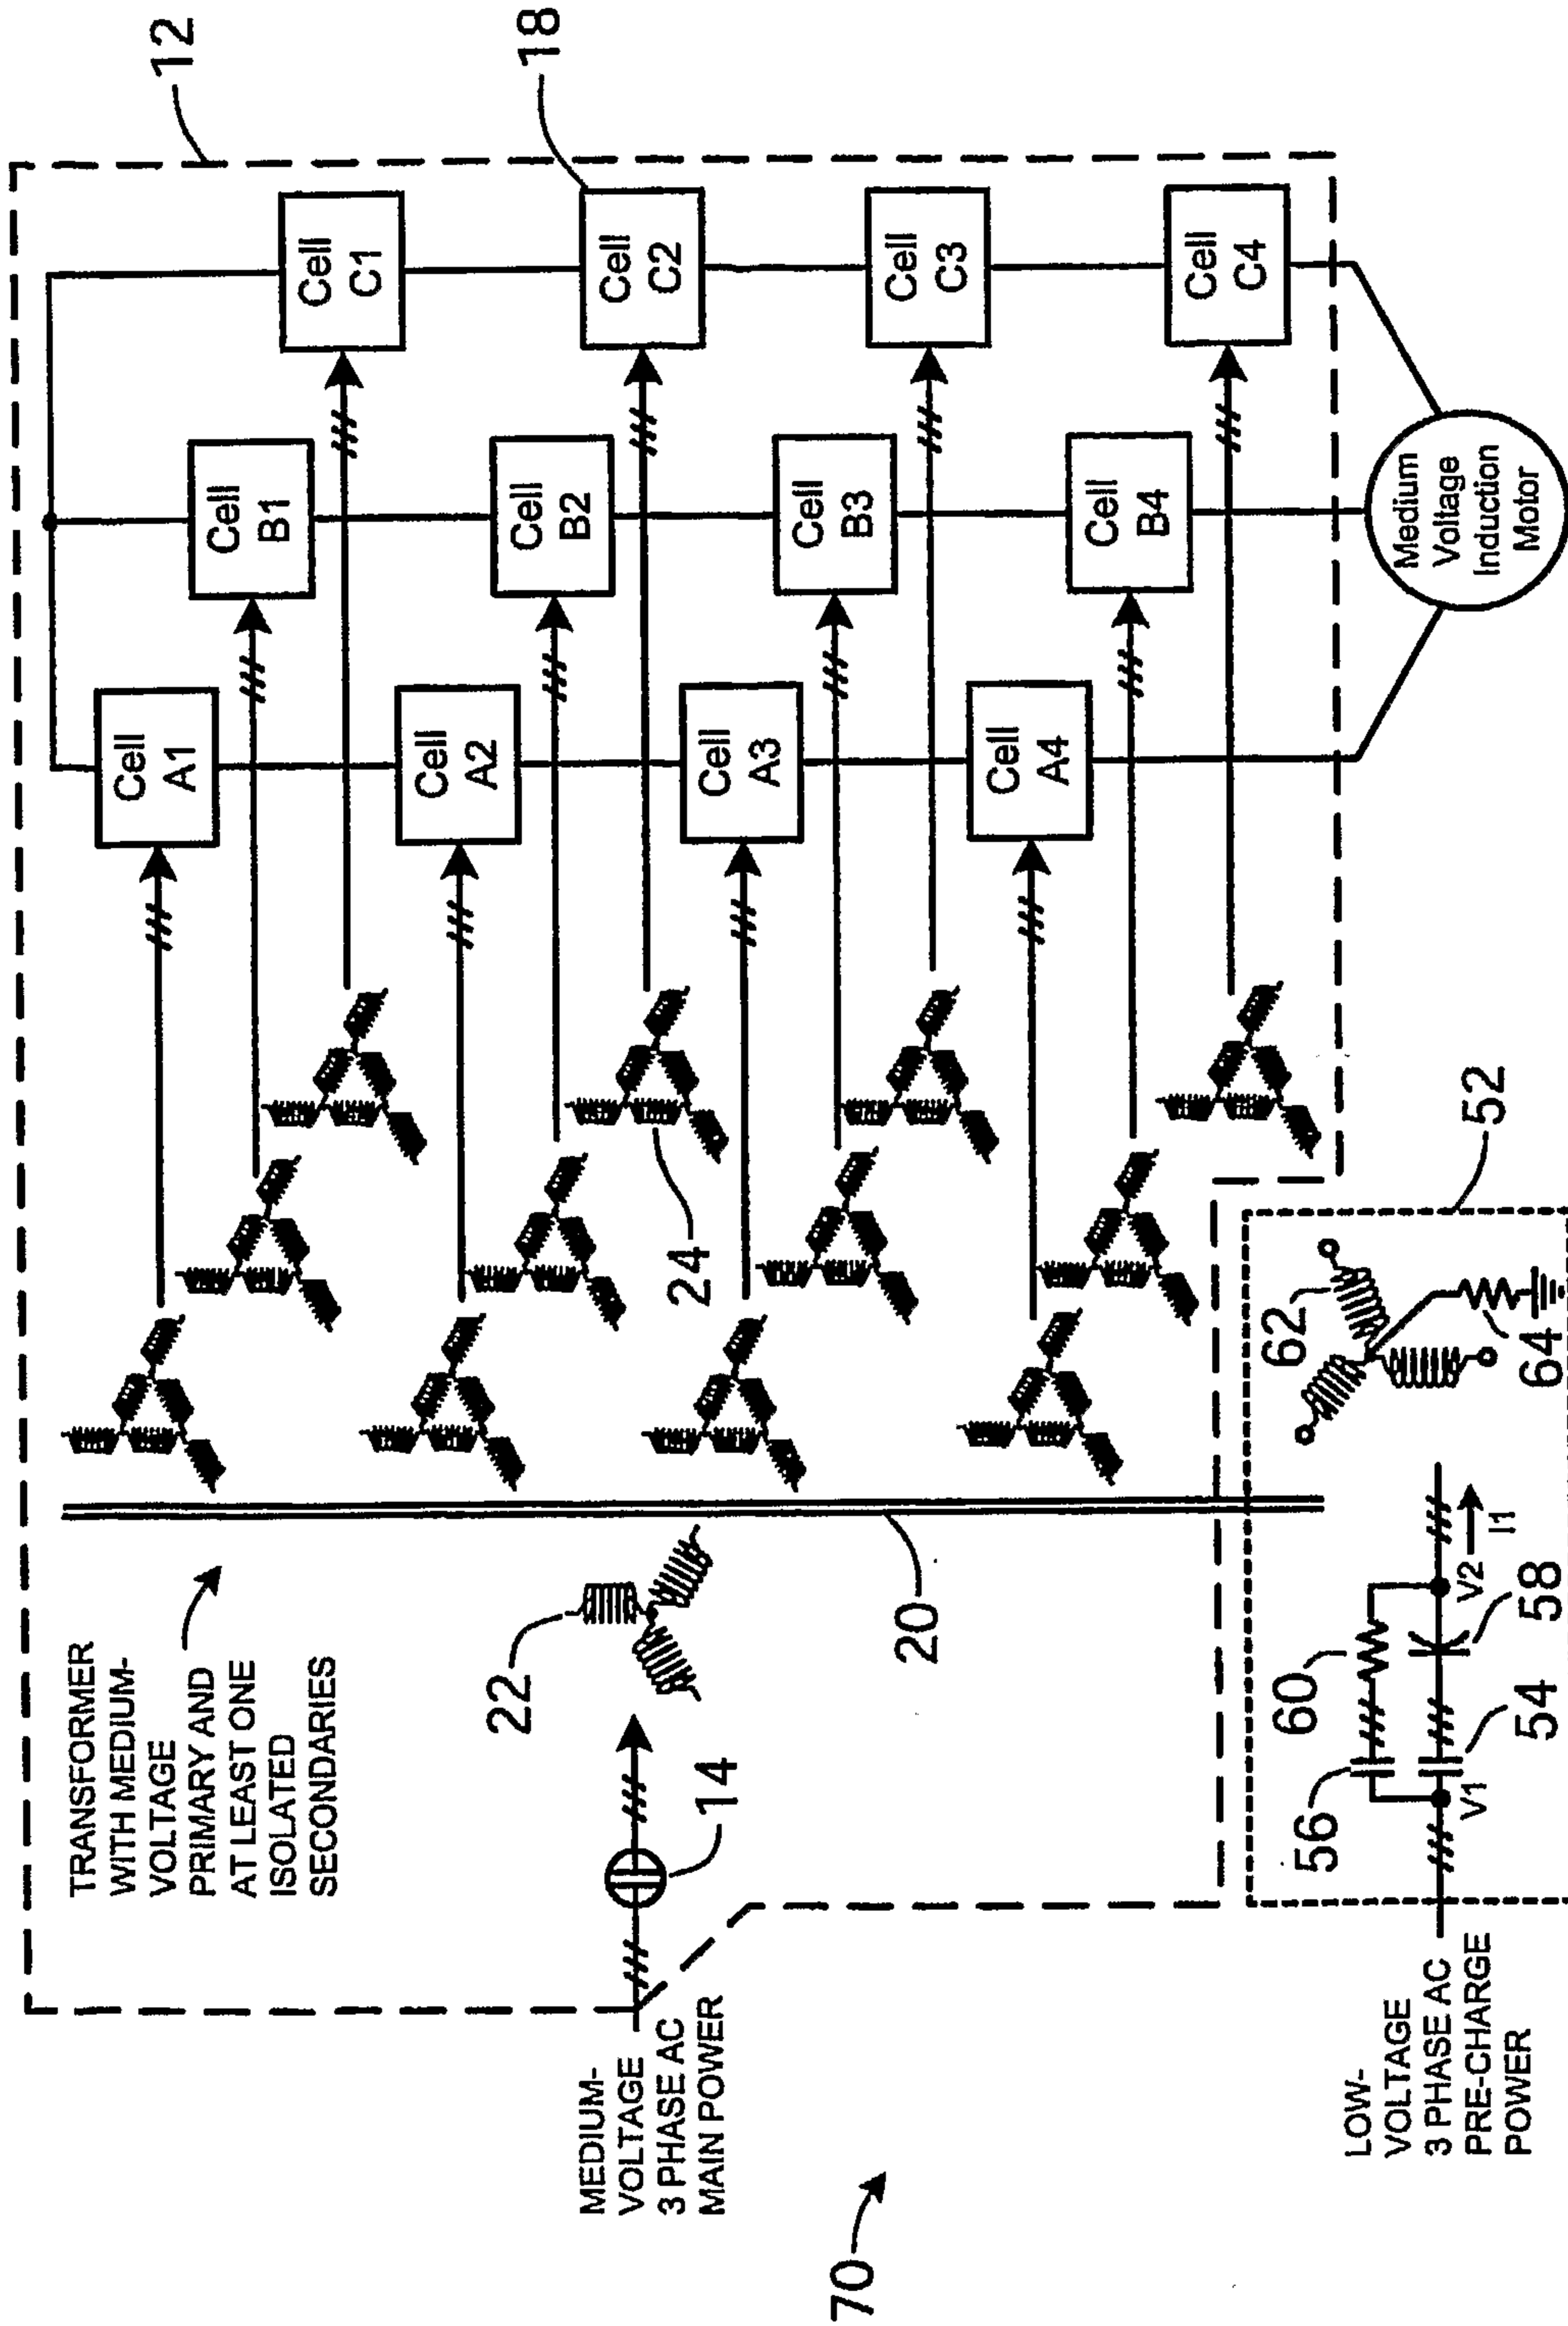 12
18
TRANSFORMER
WITH MEDIUM-
VOLTAGE
PRIMARY AND
AT LEAST ONE
ISOLATED
SECONDARIES
Cell
A1
Cell
B1
Cell
C1
Cell
A2
Cell
B2
Cell
C2
Cell
A3
Cell
B3
Cell
C3
Cell
A4
Cell
B4
Cell
C4
22
24
14
20
MEDIUM-
VOLTAGE
3 PHASE AC
MAIN POWER
Medium
Voltage
Induction
Motor
52
62
64
56
60
V1
V2
I1
54
58
LOW-
VOLTAGE
3 PHASE AC
PRE-CHARGE
POWER
70